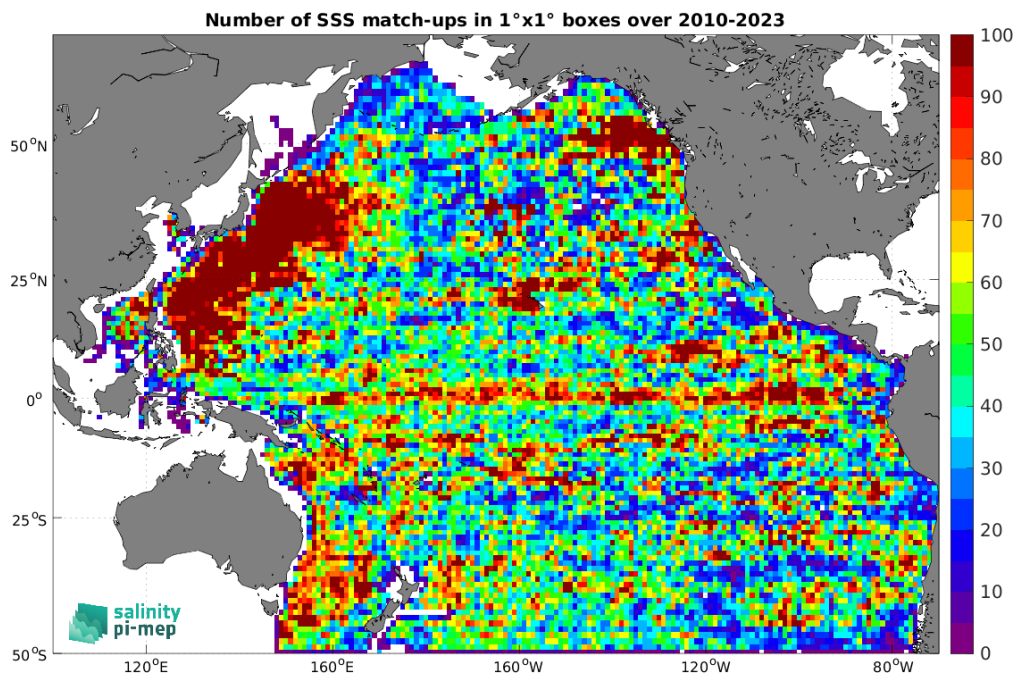 Number of SSS match-ups in 1°x1° boxes over 2010-2023
100
90
80
70
60
50
40
30
20
10
0
50°N
25°N
0°
25°S
50°S
120°E
160°E
160°W
120°W
80°W
salinity
pi-mep